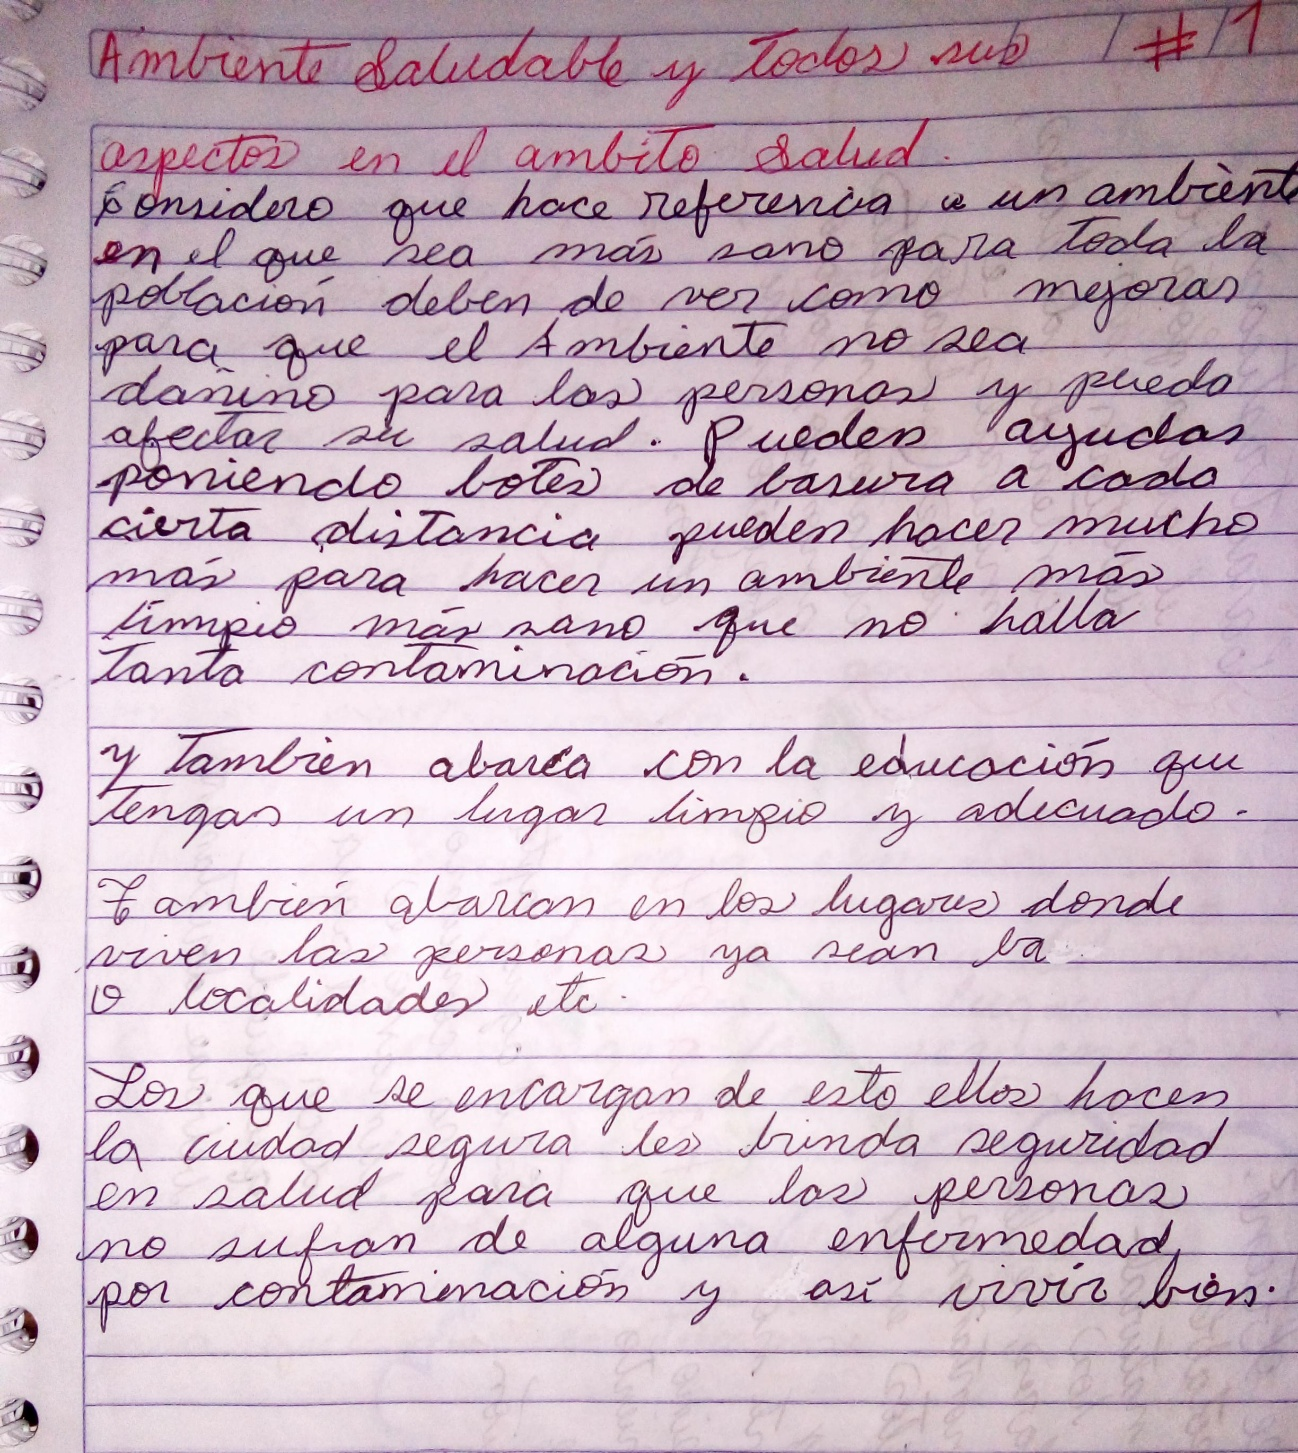 Ambiente Saludable y todos sus #1
aspectos en el ambito Salud.
Considero que hace referencia a un ambiente
en el que sea más sano para toda la
población deben de ver como mejorar
para que el Ambiente no sea
dañino para las personas y pueda
afectar su salud. Pueden ayudar
poniendo botes de basura a cada
cierta distancia pueden hacer mucho
más para hacer un ambiente más
limpio más sano que no halla
tanta contaminación.
y Tambien abarca con la educación que
tengas un lugar limpio y adecuado.
También abarcan en los lugares donde
viven las personas ya sean
o localidades etc.
Los que se encargan de esto ellos hacen
la ciudad segura les brinda seguridad
en salud para que las personas
no sufran de alguna enfermedad,
por contaminación y así vivir bien.